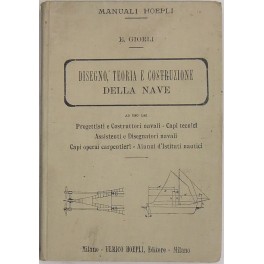 MANUALI HOEPLI
E. GIORLI
DISEGNO, TEORIA E COSTRUZIONE
DELLA NAVE
AD USO DEI
Progettisti e Costruttori navali - Capi tecnici
Assistenti e Disegnatori navali
Capi operai carpentieri - Alunni d'Istituti nautici
Milano - ULRICO HOEPLI, Editore - Milano